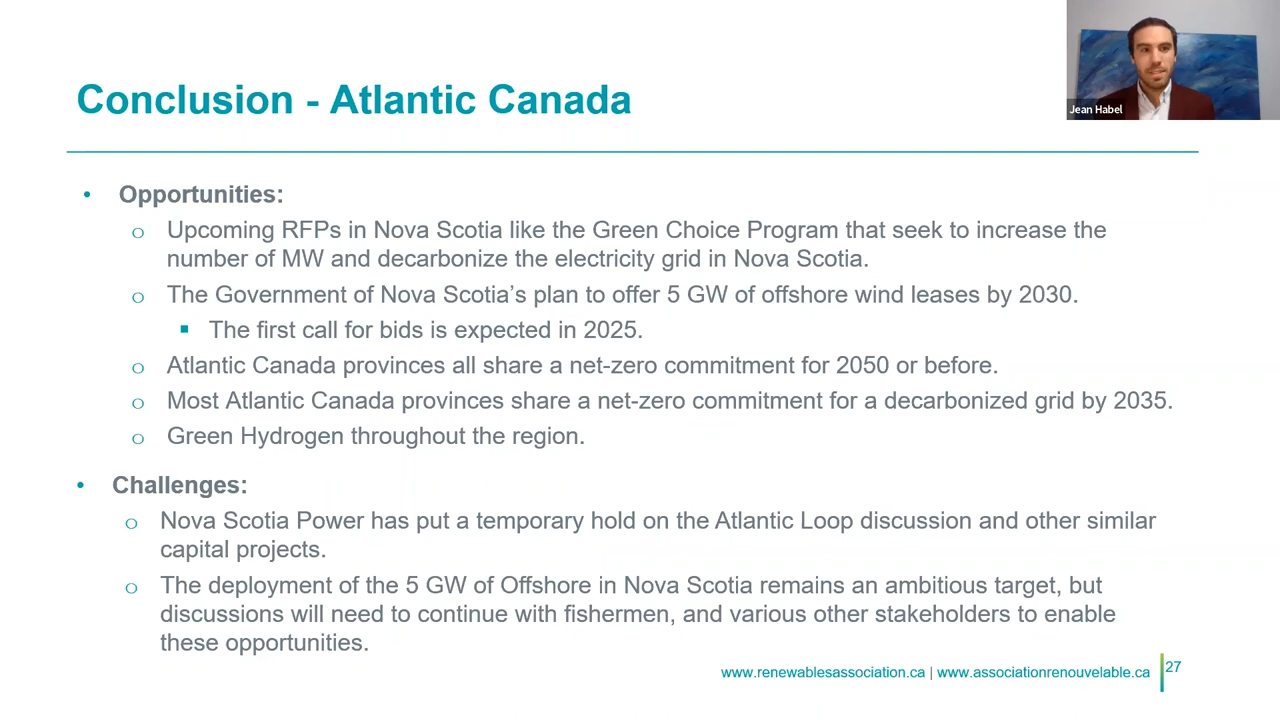 Jean Habel
Conclusion - Atlantic Canada
• Opportunities:
o Upcoming RFPs in Nova Scotia like the Green Choice Program that seek to increase the
number of MW and decarbonize the electricity grid in Nova Scotia.
o The Government of Nova Scotia’s plan to offer 5 GW of offshore wind leases by 2030.
▪ The first call for bids is expected in 2025.
o Atlantic Canada provinces all share a net-zero commitment for 2050 or before.
o Most Atlantic Canada provinces share a net-zero commitment for a decarbonized grid by 2035.
o Green Hydrogen throughout the region.
• Challenges:
o Nova Scotia Power has put a temporary hold on the Atlantic Loop discussion and other similar
capital projects.
o The deployment of the 5 GW of Offshore in Nova Scotia remains an ambitious target, but
discussions will need to continue with fishermen, and various other stakeholders to enable
these opportunities.
www.renewablesassociation.ca | www.associationrenouvelable.ca 27